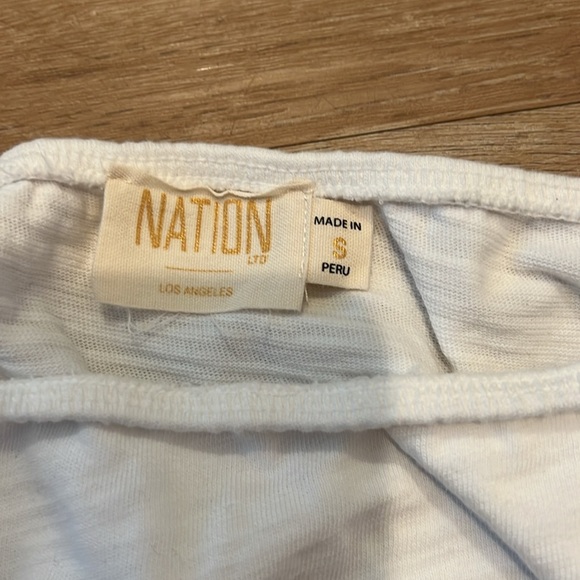 NATION
LTD
LOS ANGELES
MADE IN
S
PERU